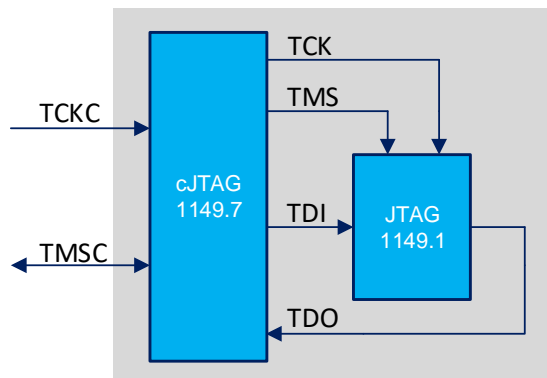 TCK
TMS
TCKC
cJTAG
1149.7
TDI
JTAG
1149.1
TMSC
TDO